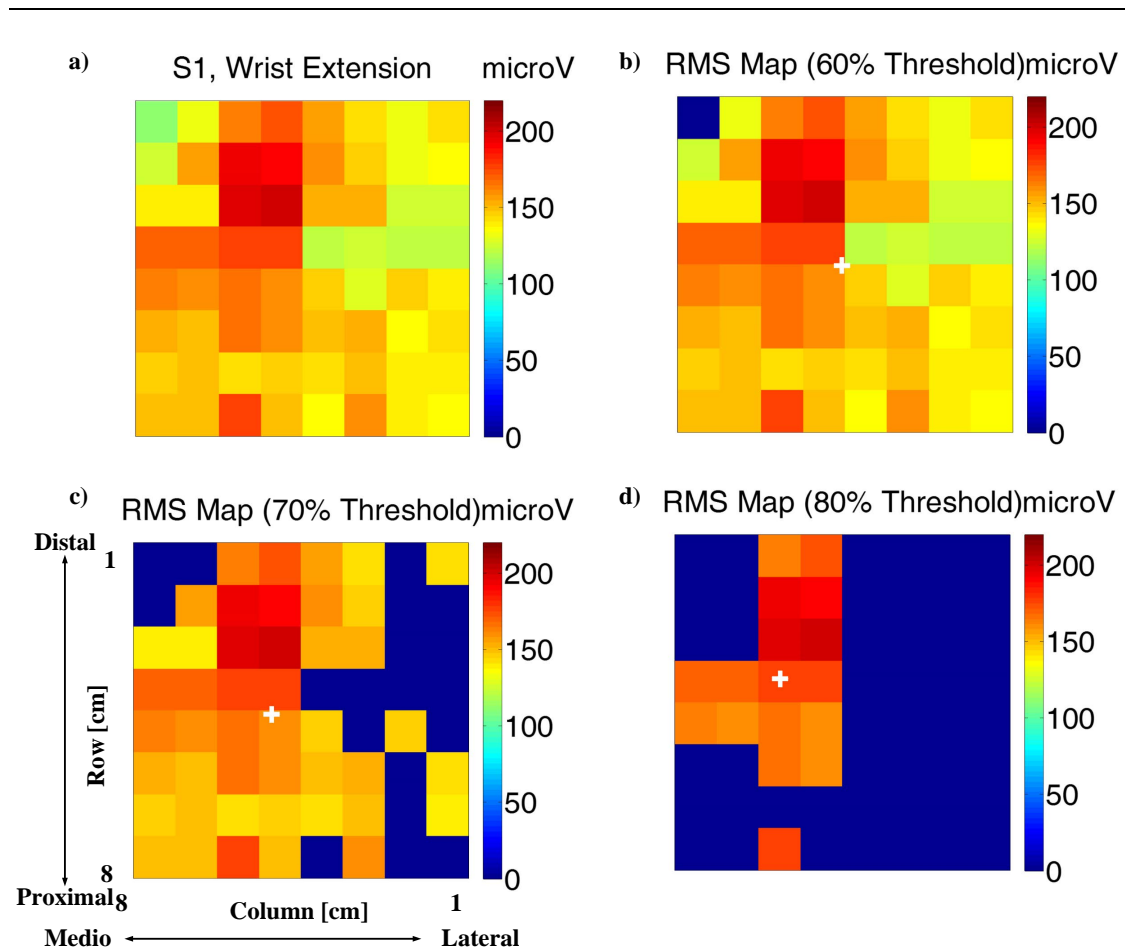 a) S1, Wrist Extension microV
200
150
100
50
0
b) RMS Map (60% Threshold)microV
200
150
100
50
0
c) RMS Map (70% Threshold)microV
Distal
1
Row [cm]
8
Proximal
8
Column [cm]
1
Medio
Lateral
200
150
100
50
0
d) RMS Map (80% Threshold)microV
200
150
100
50
0